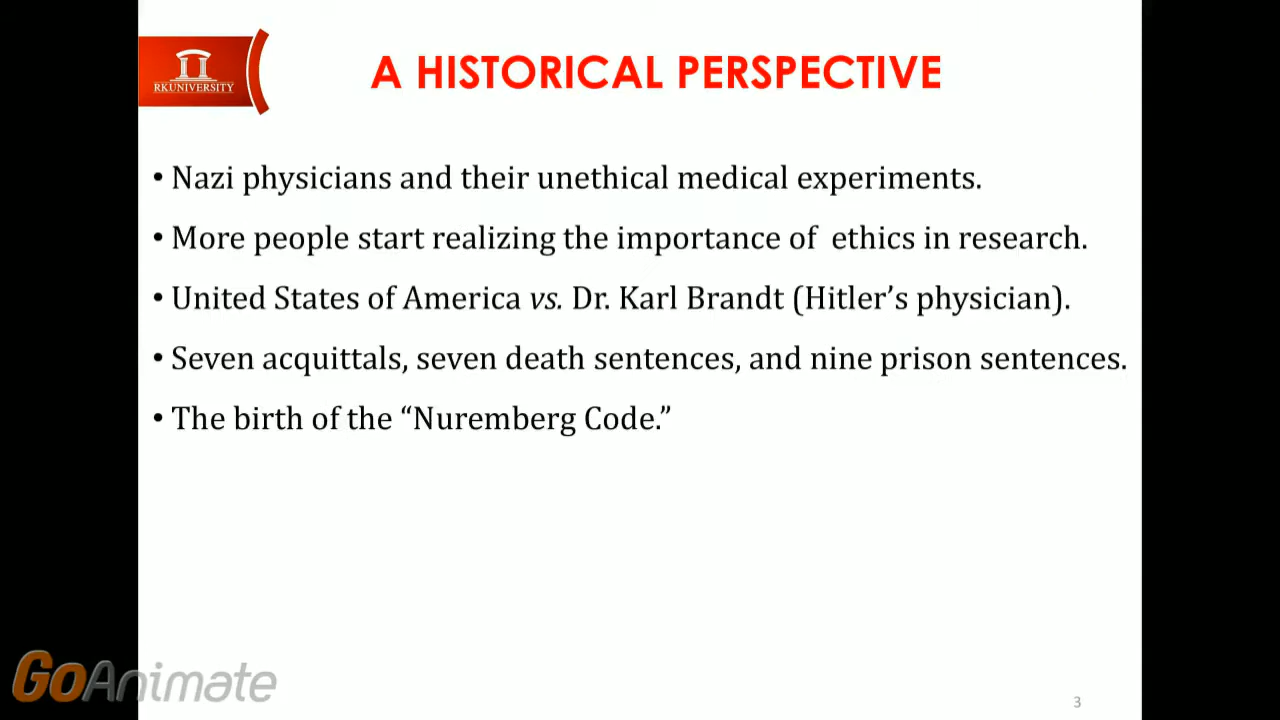 RKUNIVERSITY
A HISTORICAL PERSPECTIVE
• Nazi physicians and their unethical medical experiments.
• More people start realizing the importance of  ethics in research.
• United States of America vs. Dr. Karl Brandt (Hitler’s physician).
• Seven acquittals, seven death sentences, and nine prison sentences.
• The birth of the “Nuremberg Code.”
GoAnimate
3